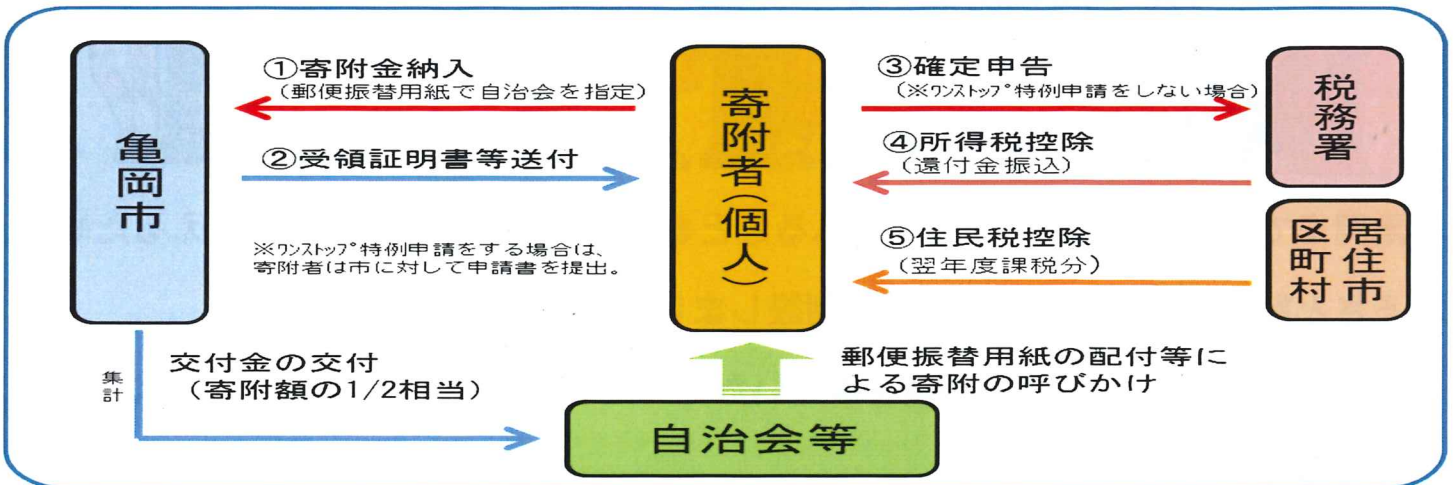 亀岡市
①寄附金納入
(郵便振替用紙で自治会を指定)
②受領証明書等送付
※ﾜﾝｽﾄｯﾌﾟ特例申請をする場合は、
寄附者は市に対して申請書を提出。
寄附者(個人)
③確定申告
(※ﾜﾝｽﾄｯﾌﾟ特例申請をしない場合)
④所得税控除
(還付金振込)
⑤住民税控除
(翌年度課税分)
税務署
居住市
区町村
集計
交付金の交付
(寄附額の1/2相当)
郵便振替用紙の配付等に
よる寄附の呼びかけ
自治会等